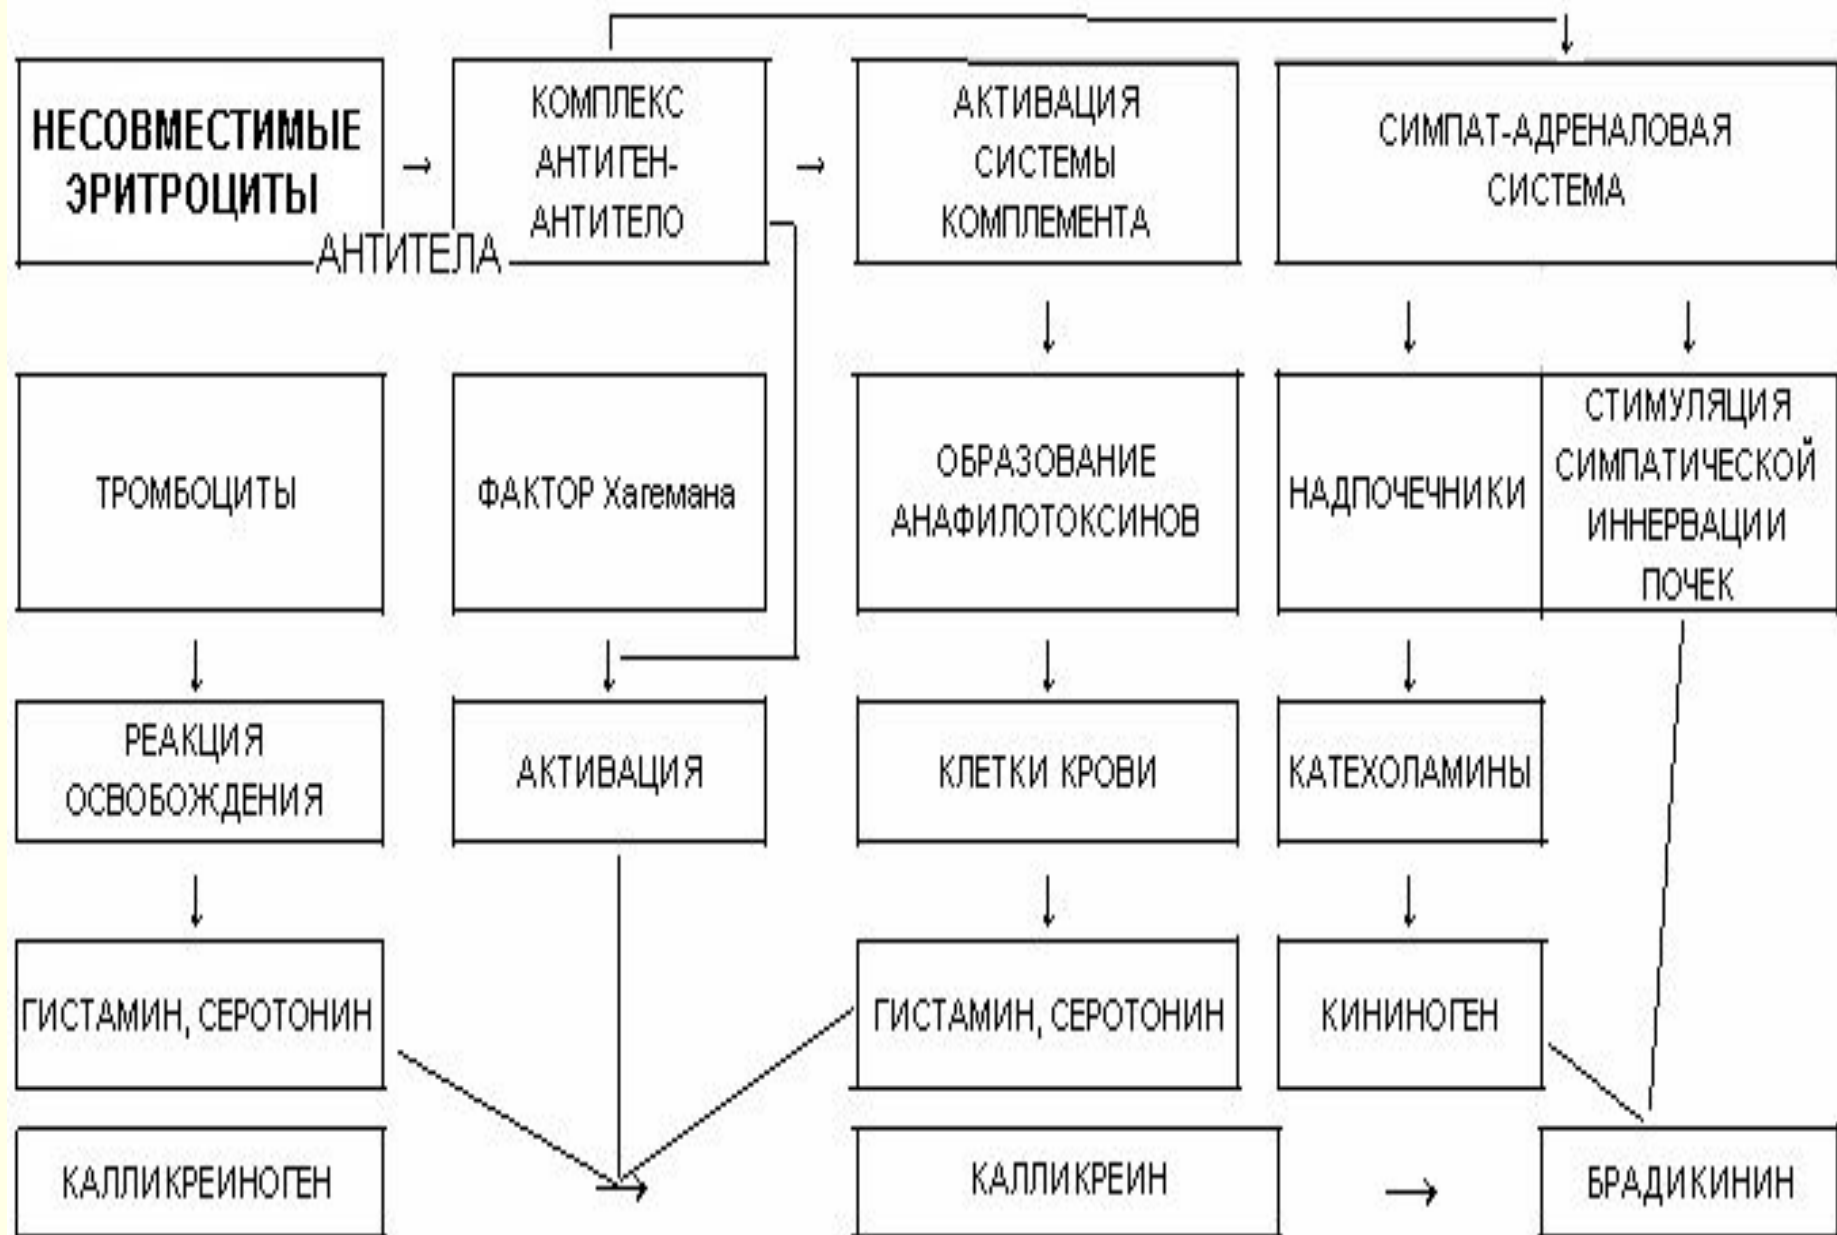 НЕСОВМЕСТИМЫЕ
ЭРИТРОЦИТЫ
АНТИТЕЛА
КОМПЛЕКС
АНТИГЕН-
АНТИТЕЛО
АКТИВАЦИЯ
СИСТЕМЫ
КОМПЛЕМЕНТА
СИМПАТ-АДРЕНАЛОВАЯ
СИСТЕМА
ТРОМБОЦИТЫ
ФАКТОР Хагемана
ОБРАЗОВАНИЕ
АНАФИЛОТОКСИНОВ
НАДПОЧЕЧНИКИ
СТИМУЛЯЦИЯ
СИМПАТИЧЕСКОЙ
ИННЕРВАЦИИ
ПОЧЕК
РЕАКЦИЯ
ОСВОБОЖДЕНИЯ
АКТИВАЦИЯ
КЛЕТКИ КРОВИ
КАТЕХОЛАМИНЫ
ГИСТАМИН, СЕРОТОНИН
ГИСТАМИН, СЕРОТОНИН
КИНИНОГЕН
КАЛЛИКРЕИНОГЕН
КАЛЛИКРЕИН
БРАДИКИНИН